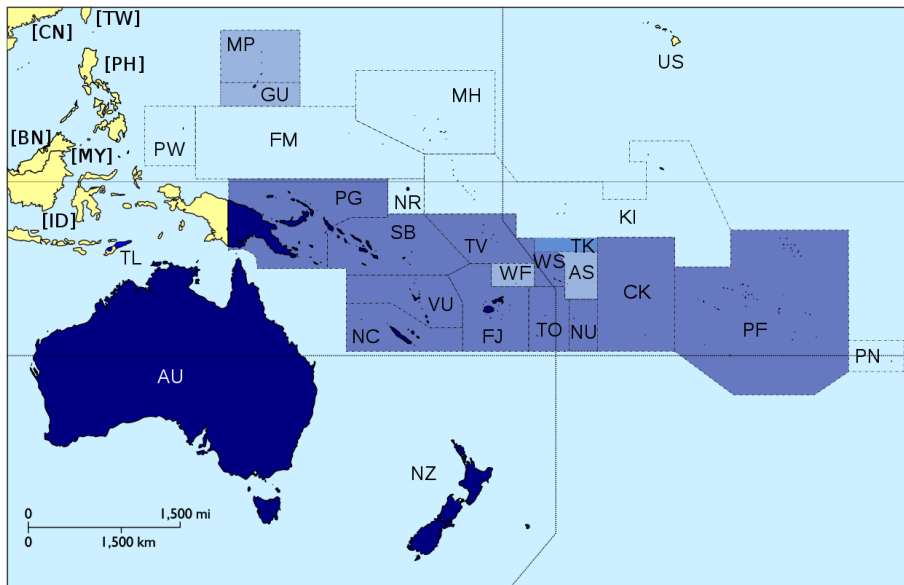 [TW]
[CN]
US
MP
[PH]
GU
MH
[BN]
FM
PW
[MY]
PG
NR
KI
[ID]
SB
TV
TK
TL
WS
WF
AS
CK
VU
NC
FJ
TO
NU
PF
PN
AU
NZ
0 1,500 mi
0 1,500 km